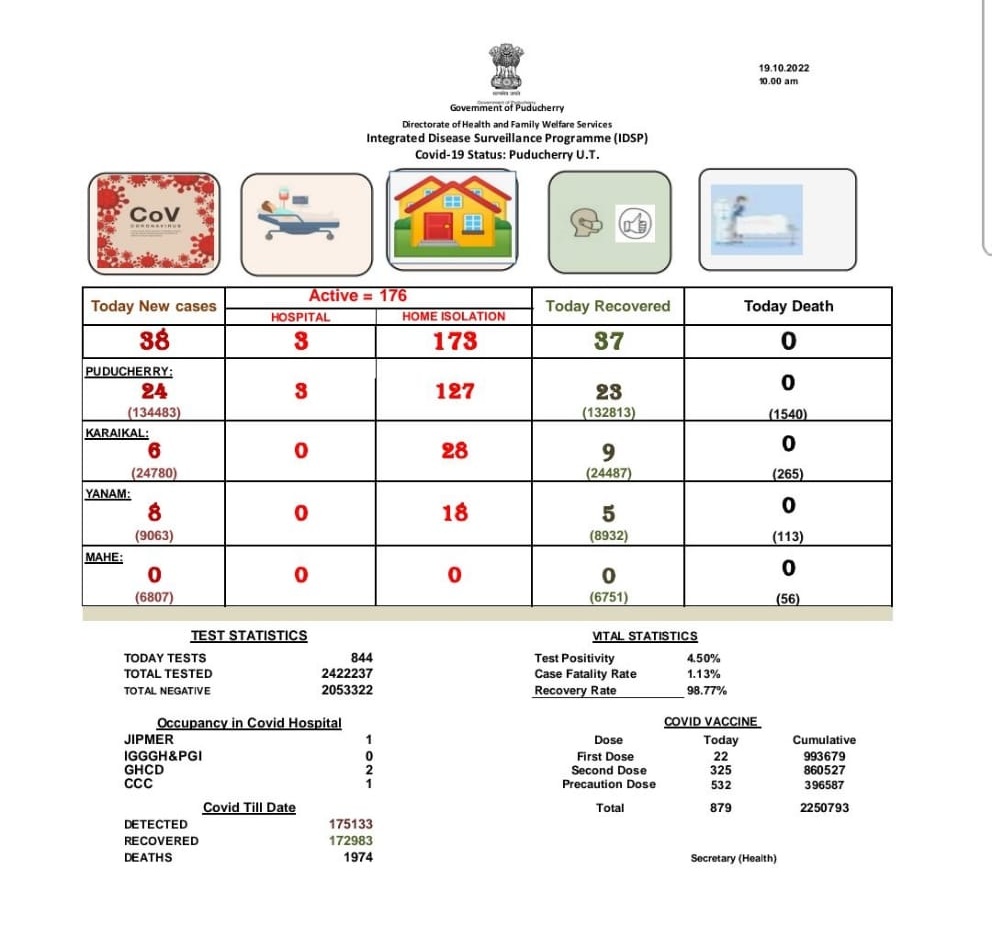 19.10.2022
10.00 am
सत्यमेव जयते
Government of Puducherry
Government of Puducherry
Directorate of Health and Family Welfare Services
Integrated Disease Surveillance Programme (IDSP)
Covid-19 Status: Puducherry U.T.
CoV
CORONAVIRUS
Today New cases Active = 176 Today Recovered Today Death
HOSPITAL HOME ISOLATION
38 3 173 37 0
PUDUCHERRY:
24 3 127 23 0
(134483) (132813) (1540)
KARAIKAL:
6 0 28 9 0
(24780) (24487) (265)
YANAM:
8 0 18 5 0
(9063) (8932) (113)
MAHE:
0 0 0 0 0
(6807) (6751) (56)
TEST STATISTICS
TODAY TESTS 844
TOTAL TESTED 2422237
TOTAL NEGATIVE 2053322
VITAL STATISTICS
Test Positivity 4.50%
Case Fatality Rate 1.13%
Recovery Rate 98.77%
Occupancy in Covid Hospital
JIPMER 1
IGGGH&PGI 0
GHCD 2
CCC 1
COVID VACCINE
Dose Today Cumulative
First Dose 22 993679
Second Dose 325 860527
Precaution Dose 532 396587
Total 879 2250793
Covid Till Date
DETECTED 175133
RECOVERED 172983
DEATHS 1974
Secretary (Health)